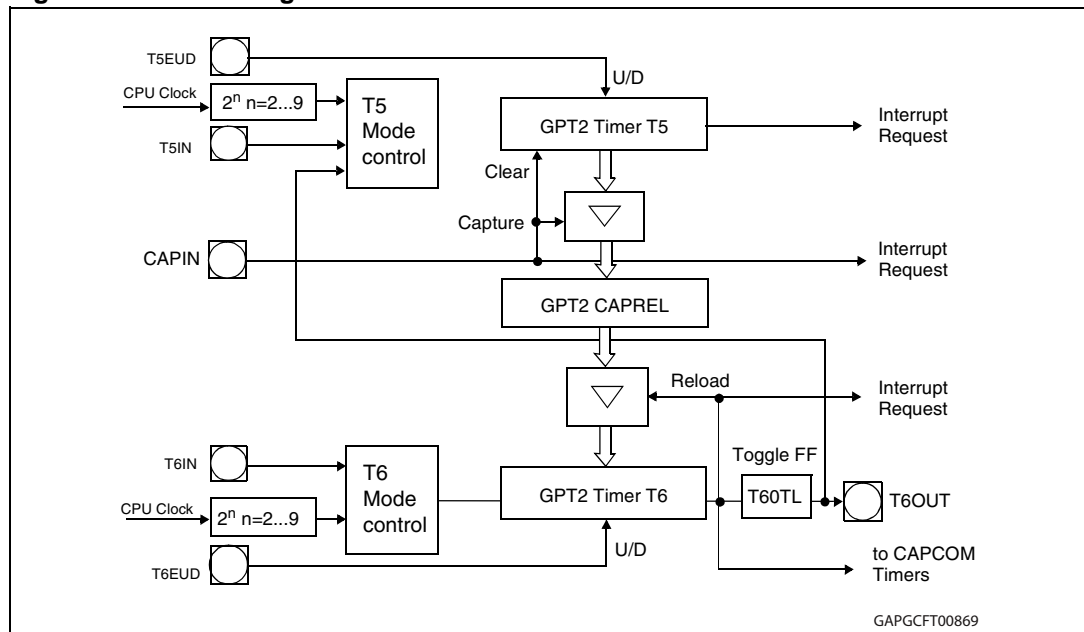 T5EUD
U/D
CPU Clock
2ⁿ n=2...9
T5
Mode
control
GPT2 Timer T5
Interrupt
Request
T5IN
Clear
Capture
CAPIN
Interrupt
Request
GPT2 CAPREL
Reload
Interrupt
Request
T6IN
T6
Mode
control
Toggle FF
GPT2 Timer T6
T60TL
T6OUT
CPU Clock
2ⁿ n=2...9
U/D
T6EUD
to CAPCOM
Timers
GAPGCFT00869